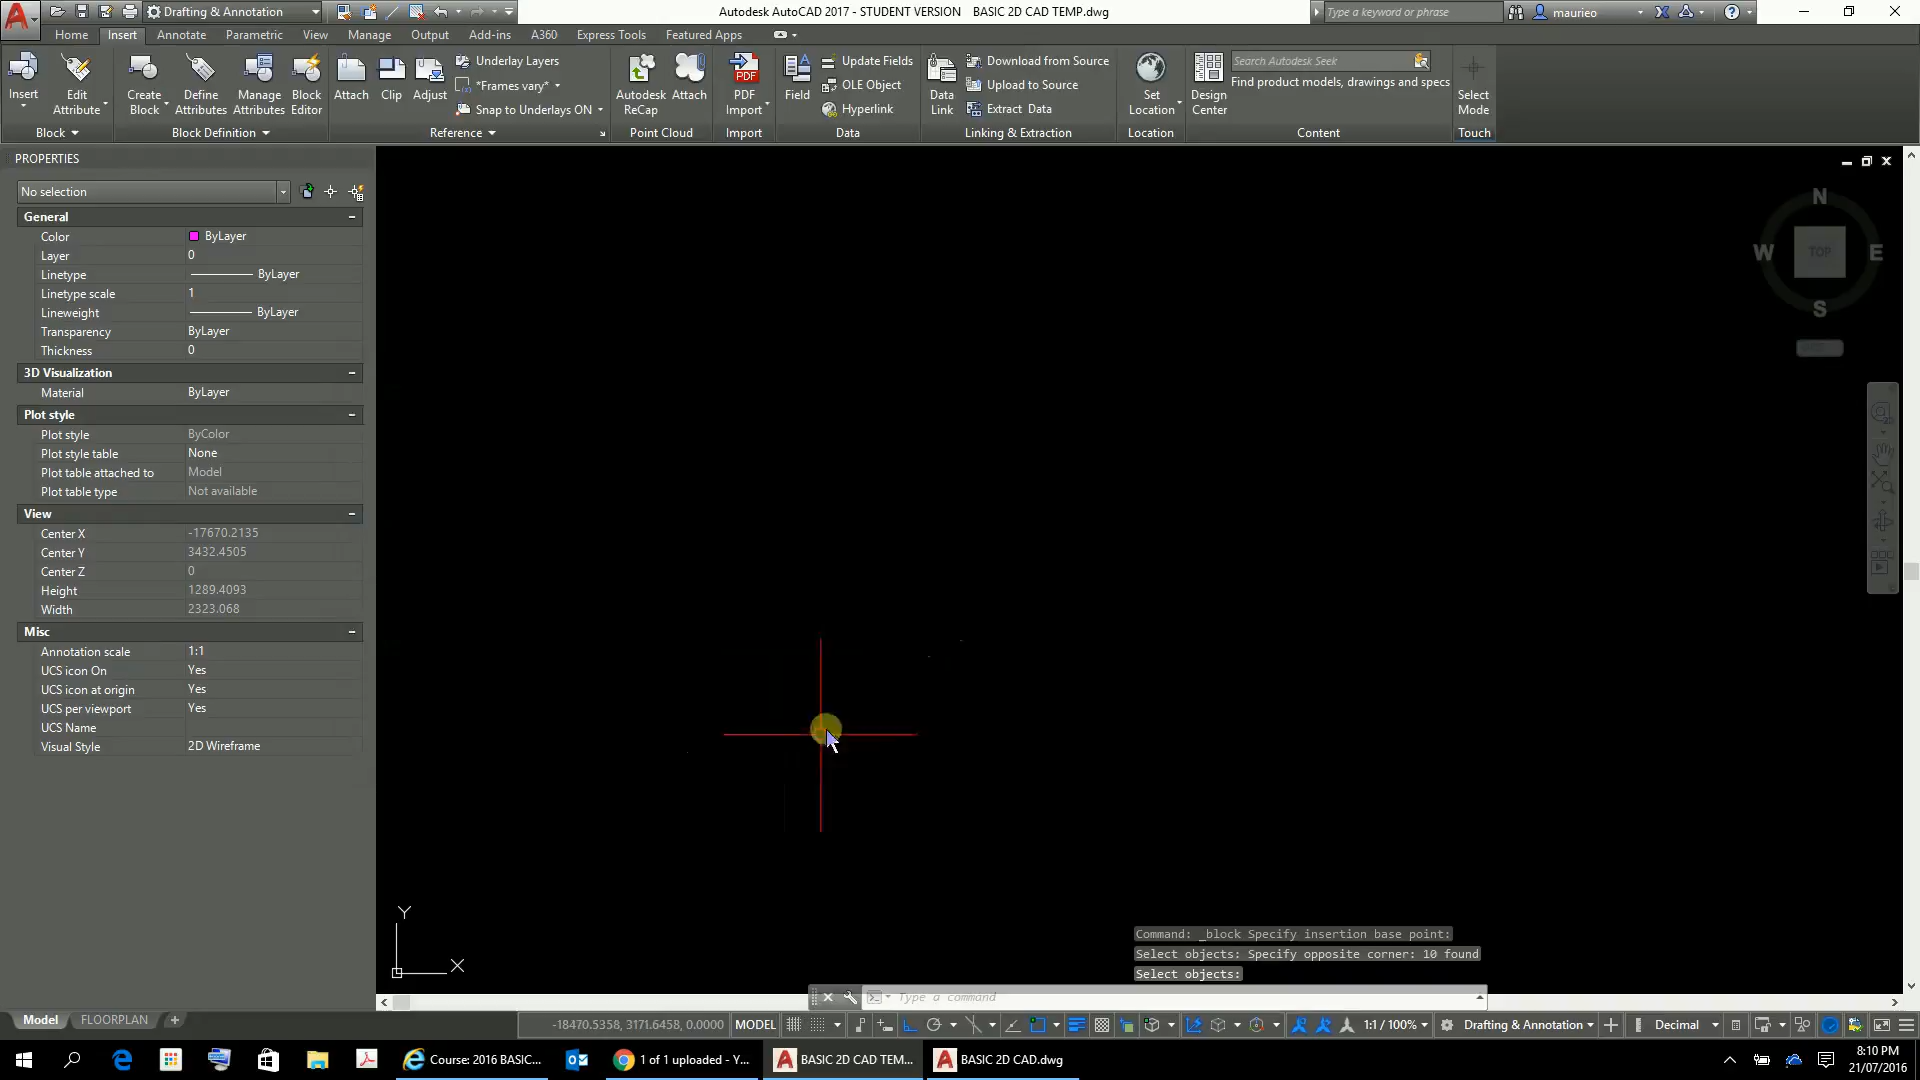 Drafting & Annotation
Autodesk AutoCAD 2017 - STUDENT VERSION BASIC 2D CAD TEMP.dwg
Type a keyword or phrase
maurieo
Home Insert Annotate Parametric View Manage Output Add-ins A360 Express Tools Featured Apps
Insert
Edit Attribute
Create Block
Define Attributes
Manage Attributes
Block Editor
Attach
Clip
Adjust
Underlay Layers
*Frames vary*
Snap to Underlays ON
Autodesk ReCap
Attach
PDF
PDF Import
Field
Update Fields
OLE Object
Hyperlink
Data Link
Download from Source
Upload to Source
Extract Data
Set Location
Design Center
Search Autodesk Seek
Find product models, drawings and specs
Select Mode
Block Block Definition Reference Point Cloud Import Data Linking & Extraction Location Content Touch
PROPERTIES
No selection
General
Color ByLayer
Layer 0
Linetype ByLayer
Linetype scale 1
Lineweight ByLayer
Transparency ByLayer
Thickness 0
3D Visualization
Material ByLayer
Plot style
Plot style ByColor
Plot style table None
Plot table attached to Model
Plot table type Not available
View
Center X -17670.2135
Center Y 3432.4505
Center Z 0
Height 1289.4093
Width 2323.068
Misc
Annotation scale 1:1
UCS icon On Yes
UCS icon at origin Yes
UCS per viewport Yes
UCS Name
Visual Style 2D Wireframe
N
W TOP E
S
Y
X
Command: _block Specify insertion base point:
Select objects: Specify opposite corner: 10 found
Select objects:
Type a command
Model FLOORPLAN
-18470.5358, 3171.6458, 0.0000 MODEL
1:1 / 100%
Drafting & Annotation
Decimal
Course: 2016 BASIC...
1 of 1 uploaded - Y...
BASIC 2D CAD TEM...
BASIC 2D CAD.dwg
8:10 PM
21/07/2016